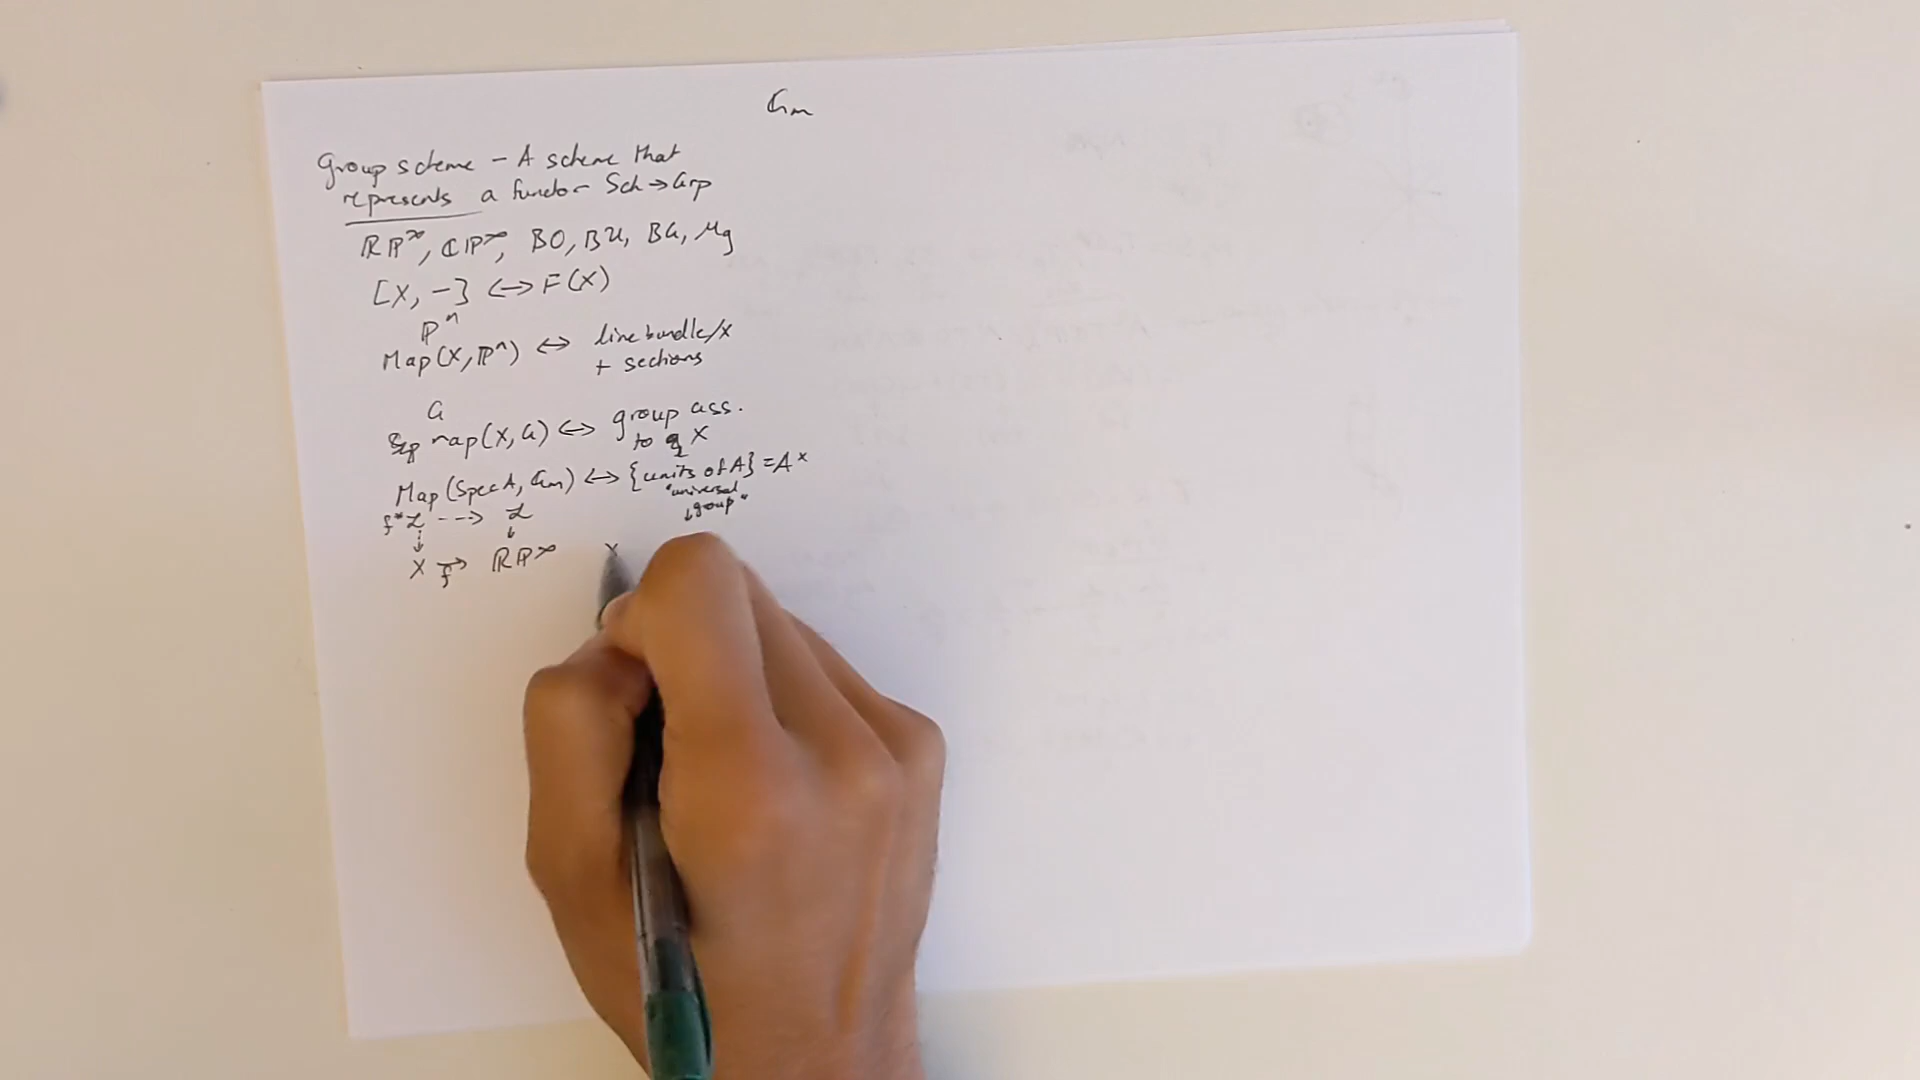 Gm
Group scheme – A scheme that
represents a functor Sch → Grp
ℝP^∞, ℂP^∞, BO, BU, BG, Mg
[X, –] ↔ F(X)
ℙ^n
Map(X, ℙ^n) ↔ line bundle/X
+ sections
G
Map(X, G) ↔ group ass.
to X
Map(Spec A, Gm) ↔ {units of A} = A^×
"universal
group"
f*ℒ ⇢ ℒ
↓ ↓ ↓
X → ℝP^∞ X
f